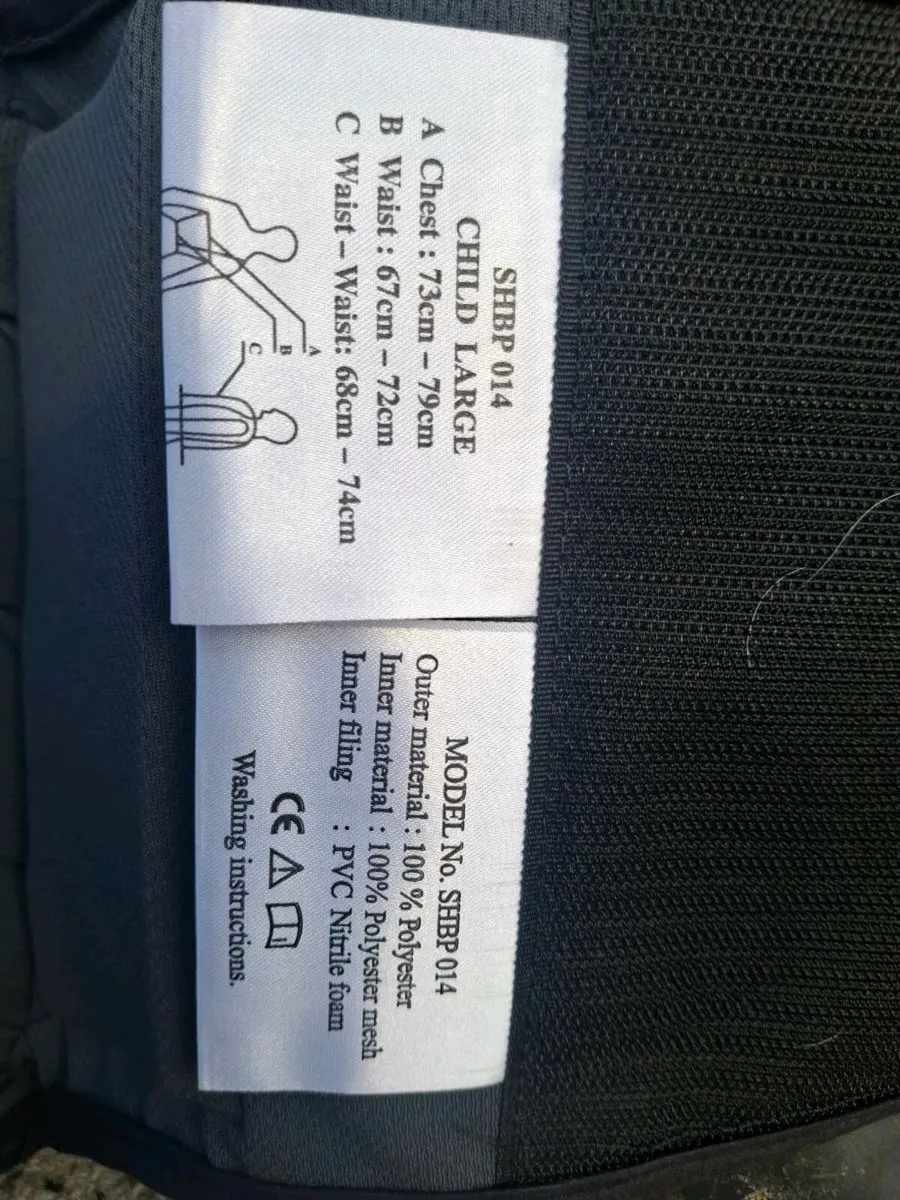 SHBP 014
CHILD LARGE
A Chest : 73cm – 79cm
B Waist : 67cm – 72cm
C Waist – Waist: 68cm – 74cm
A
B
C
MODEL No. SHBP 014
Outer material : 100 % Polyester
Inner material : 100% Polyester mesh
Inner filing : PVC Nitrile foam
CE
Washing instructions.